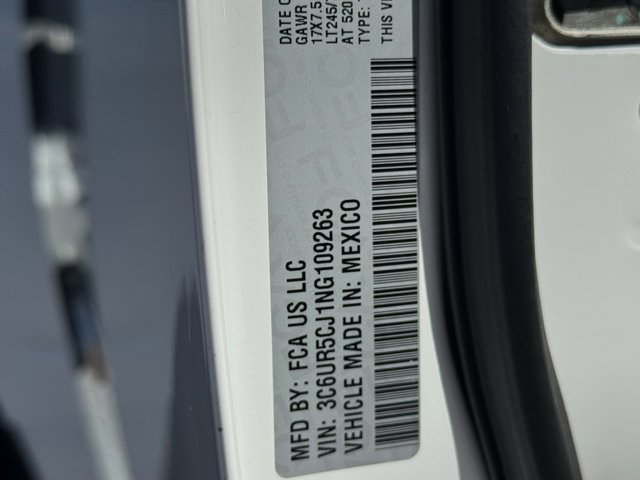 DATE O
GAWR
17X7.5
LT245/
AT 520
TYPE:
THIS VE
MFD BY: FCA US LLC
VIN: 3C6UR5CJ1NG109263
VEHICLE MADE IN: MEXICO